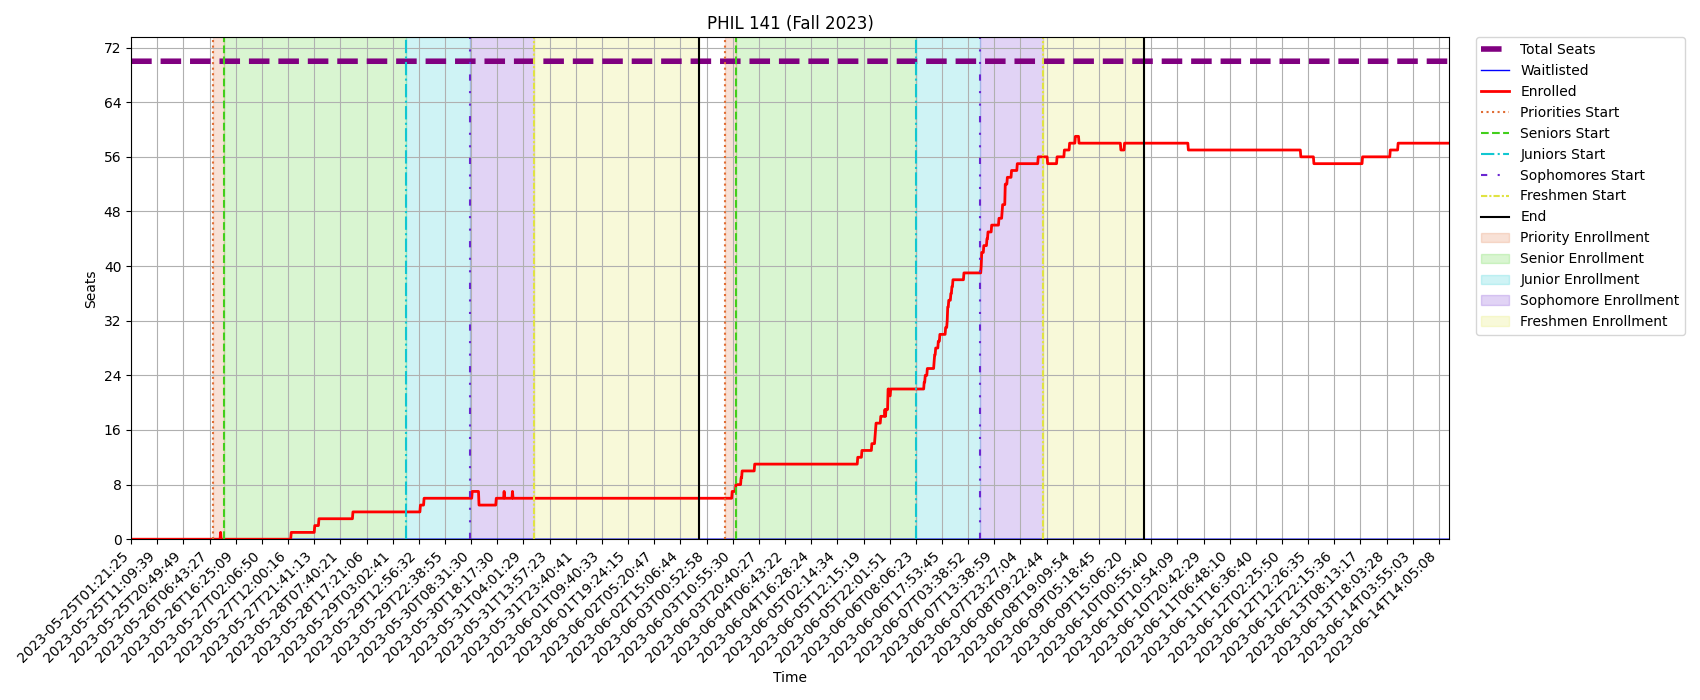 PHIL 141 (Fall 2023)
Seats
72
64
56
48
40
32
24
16
8
0
2023-05-25T01:21:25
2023-05-25T11:09:39
2023-05-25T20:49:49
2023-05-26T06:43:27
2023-05-26T16:25:09
2023-05-27T02:06:50
2023-05-27T12:00:16
2023-05-27T21:41:13
2023-05-28T07:40:21
2023-05-28T17:21:06
2023-05-29T03:02:41
2023-05-29T12:56:32
2023-05-29T22:38:55
2023-05-30T08:31:30
2023-05-30T18:17:30
2023-05-31T04:01:29
2023-05-31T13:57:23
2023-05-31T23:40:41
2023-06-01T09:40:33
2023-06-01T19:24:15
2023-06-02T05:20:47
2023-06-02T15:06:44
2023-06-03T00:52:58
2023-06-03T10:55:30
2023-06-03T20:40:27
2023-06-04T06:43:22
2023-06-04T16:28:24
2023-06-05T02:14:34
2023-06-05T12:15:19
2023-06-05T22:01:51
2023-06-06T08:06:23
2023-06-06T17:53:45
2023-06-07T03:38:52
2023-06-07T13:38:59
2023-06-07T23:27:04
2023-06-08T09:22:44
2023-06-08T19:09:54
2023-06-09T05:18:45
2023-06-09T15:06:20
2023-06-10T00:55:40
2023-06-10T10:54:09
2023-06-10T20:42:29
2023-06-11T06:48:10
2023-06-11T16:36:40
2023-06-12T02:25:50
2023-06-12T12:26:35
2023-06-12T22:15:36
2023-06-13T08:13:17
2023-06-13T18:03:28
2023-06-14T03:55:03
2023-06-14T14:05:08
Time
Total Seats
Waitlisted
Enrolled
Priorities Start
Seniors Start
Juniors Start
Sophomores Start
Freshmen Start
End
Priority Enrollment
Senior Enrollment
Junior Enrollment
Sophomore Enrollment
Freshmen Enrollment